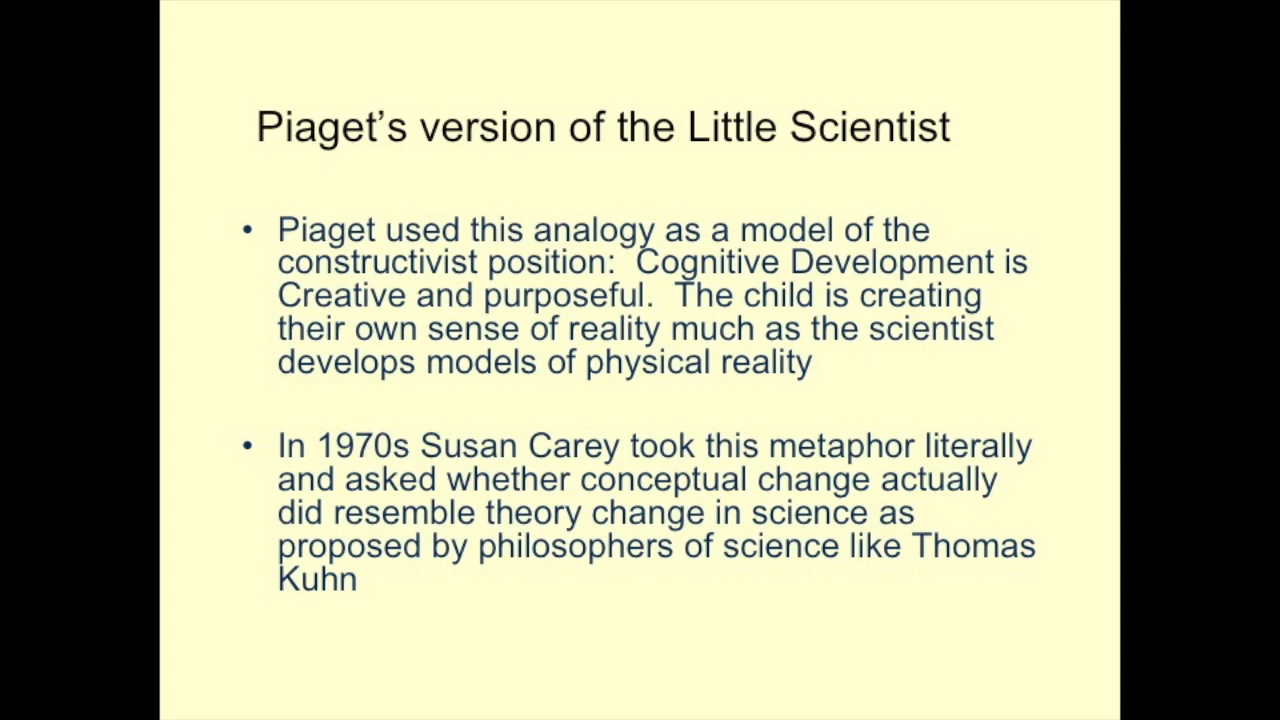 Piaget’s version of the Little Scientist
• Piaget used this analogy as a model of the
constructivist position:  Cognitive Development is
Creative and purposeful.  The child is creating
their own sense of reality much as the scientist
develops models of physical reality
• In 1970s Susan Carey took this metaphor literally
and asked whether conceptual change actually
did resemble theory change in science as
proposed by philosophers of science like Thomas
Kuhn